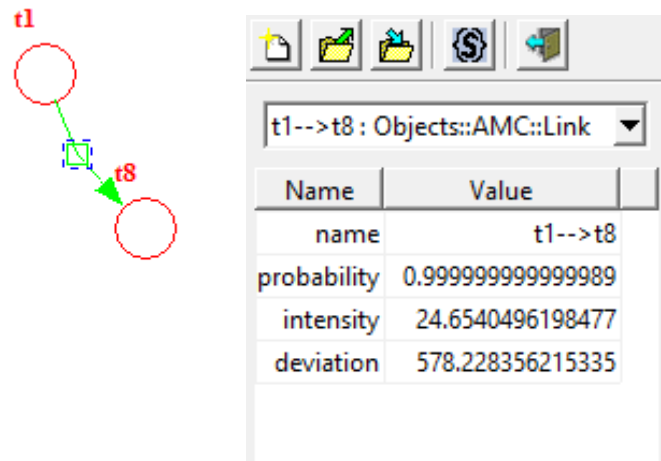 t1
t8
{S}
t1-->t8 : Objects::AMC::Link
Name Value
name t1-->t8
probability 0.999999999999989
intensity 24.6540496198477
deviation 578.228356215335